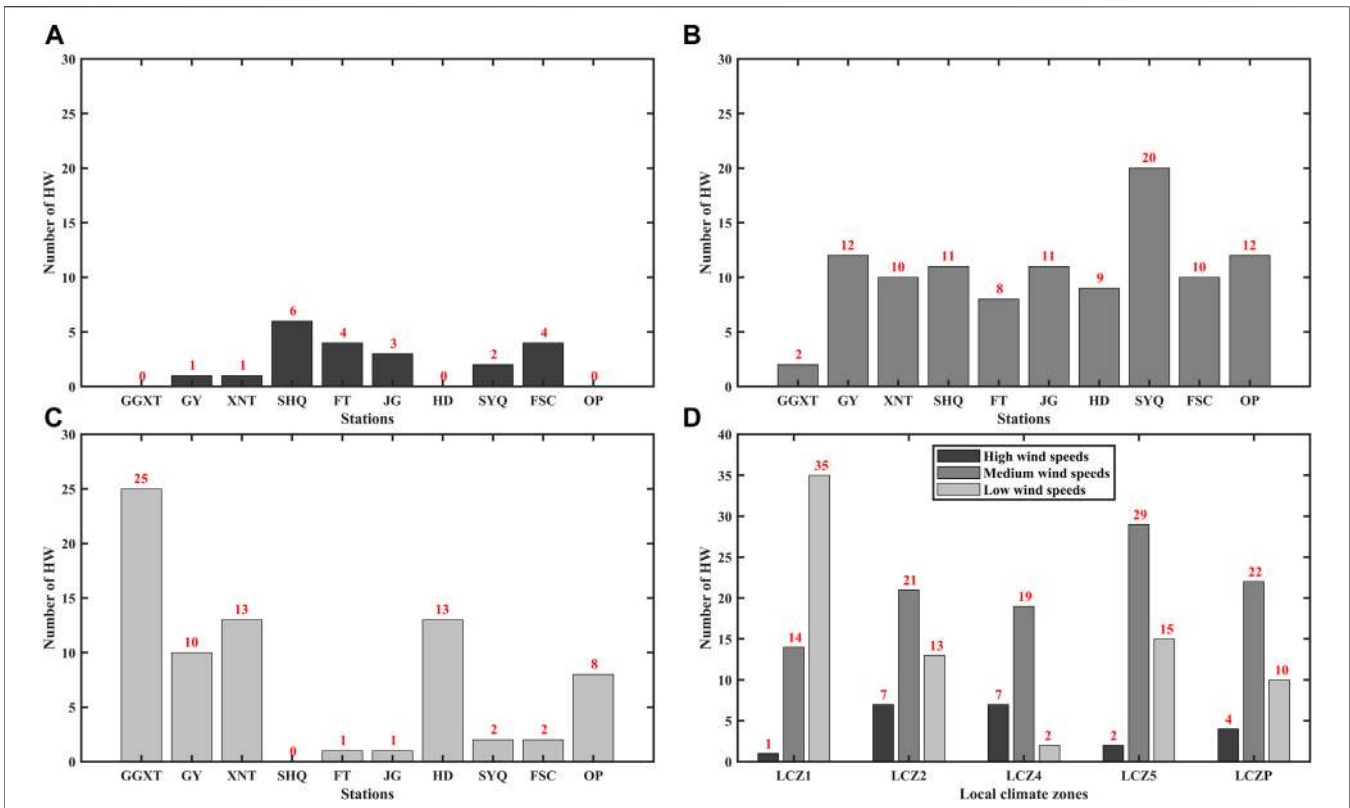 A
30
25
20
15
10
5
0
Number of HW
0 1 1 6 4 3 0 2 4 0
GGXT GY XNT SHQ FT JG HD SYQ FSC OP
Stations
B
30
25
20
15
10
5
0
Number of HW
2 12 10 11 8 11 9 20 10 12
GGXT GY XNT SHQ FT JG HD SYQ FSC OP
Stations
C
30
25
20
15
10
5
0
Number of HW
25 10 13 0 1 1 13 2 2 8
GGXT GY XNT SHQ FT JG HD SYQ FSC OP
Stations
D
40
35
30
25
20
15
10
5
0
Number of HW
High wind speeds
Medium wind speeds
Low wind speeds
1 14 35 7 21 13 7 19 2 2 29 15 4 22 10
LCZ1 LCZ2 LCZ4 LCZ5 LCZP
Local climate zones